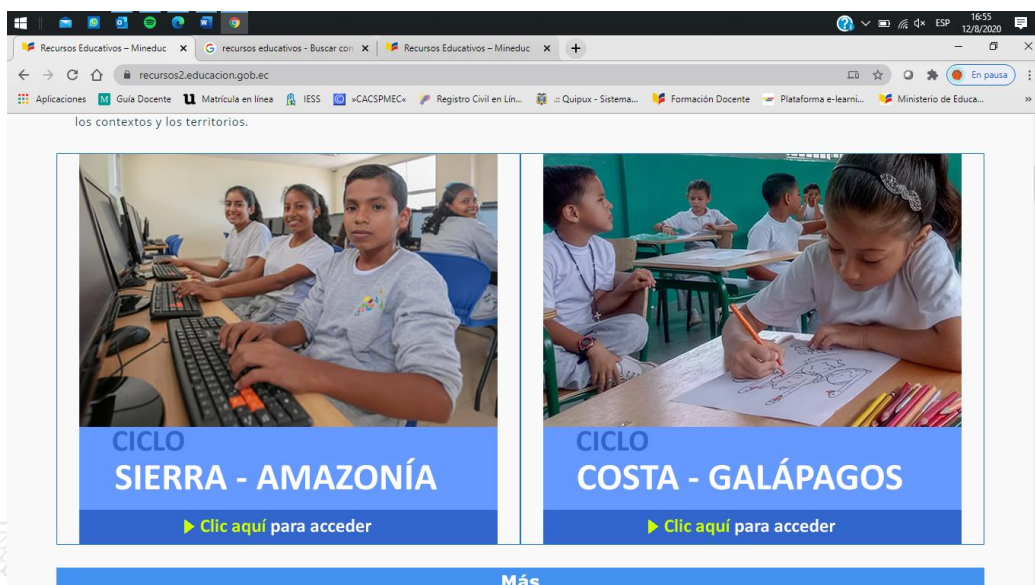 ESP
16:55
12/8/2020
Recursos Educativos – Mineduc
recursos educativos - Buscar con
Recursos Educativos – Mineduc
recursos2.educacion.gob.ec
En pausa
Aplicaciones
Guía Docente
Matrícula en línea
IESS
»CACSPMEC«
Registro Civil en Lín...
.:: Quipux - Sistema...
Formación Docente
Plataforma e-learni...
Ministerio de Educa...
los contextos y los territorios.
CICLO
SIERRA - AMAZONÍA
Clic aquí para acceder
CICLO
COSTA - GALÁPAGOS
Clic aquí para acceder
Más